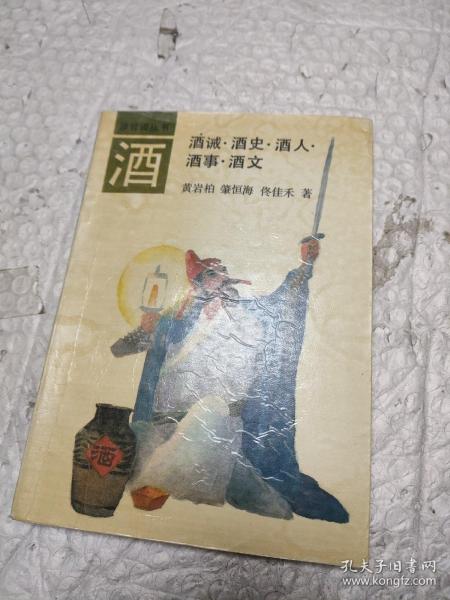 酒
酒诫·酒史·酒人·
酒事·酒文
黄岩柏 肇恒海 佟佳禾 著
酒
孔夫子旧书网
www.kongfz.com